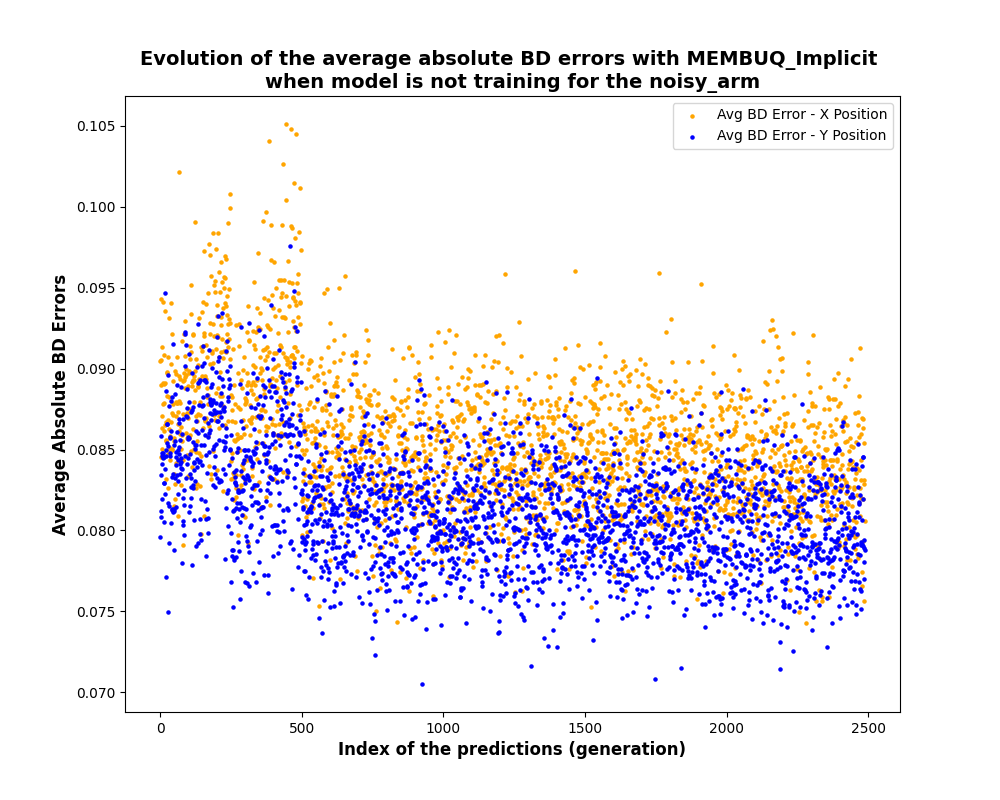 Evolution of the average absolute BD errors with MEMBUQ_Implicit
when model is not training for the noisy_arm
Avg BD Error - X Position
Avg BD Error - Y Position
0.105
0.100
0.095
0.090
0.085
0.080
0.075
0.070
Average Absolute BD Errors
0 500 1000 1500 2000 2500
Index of the predictions (generation)